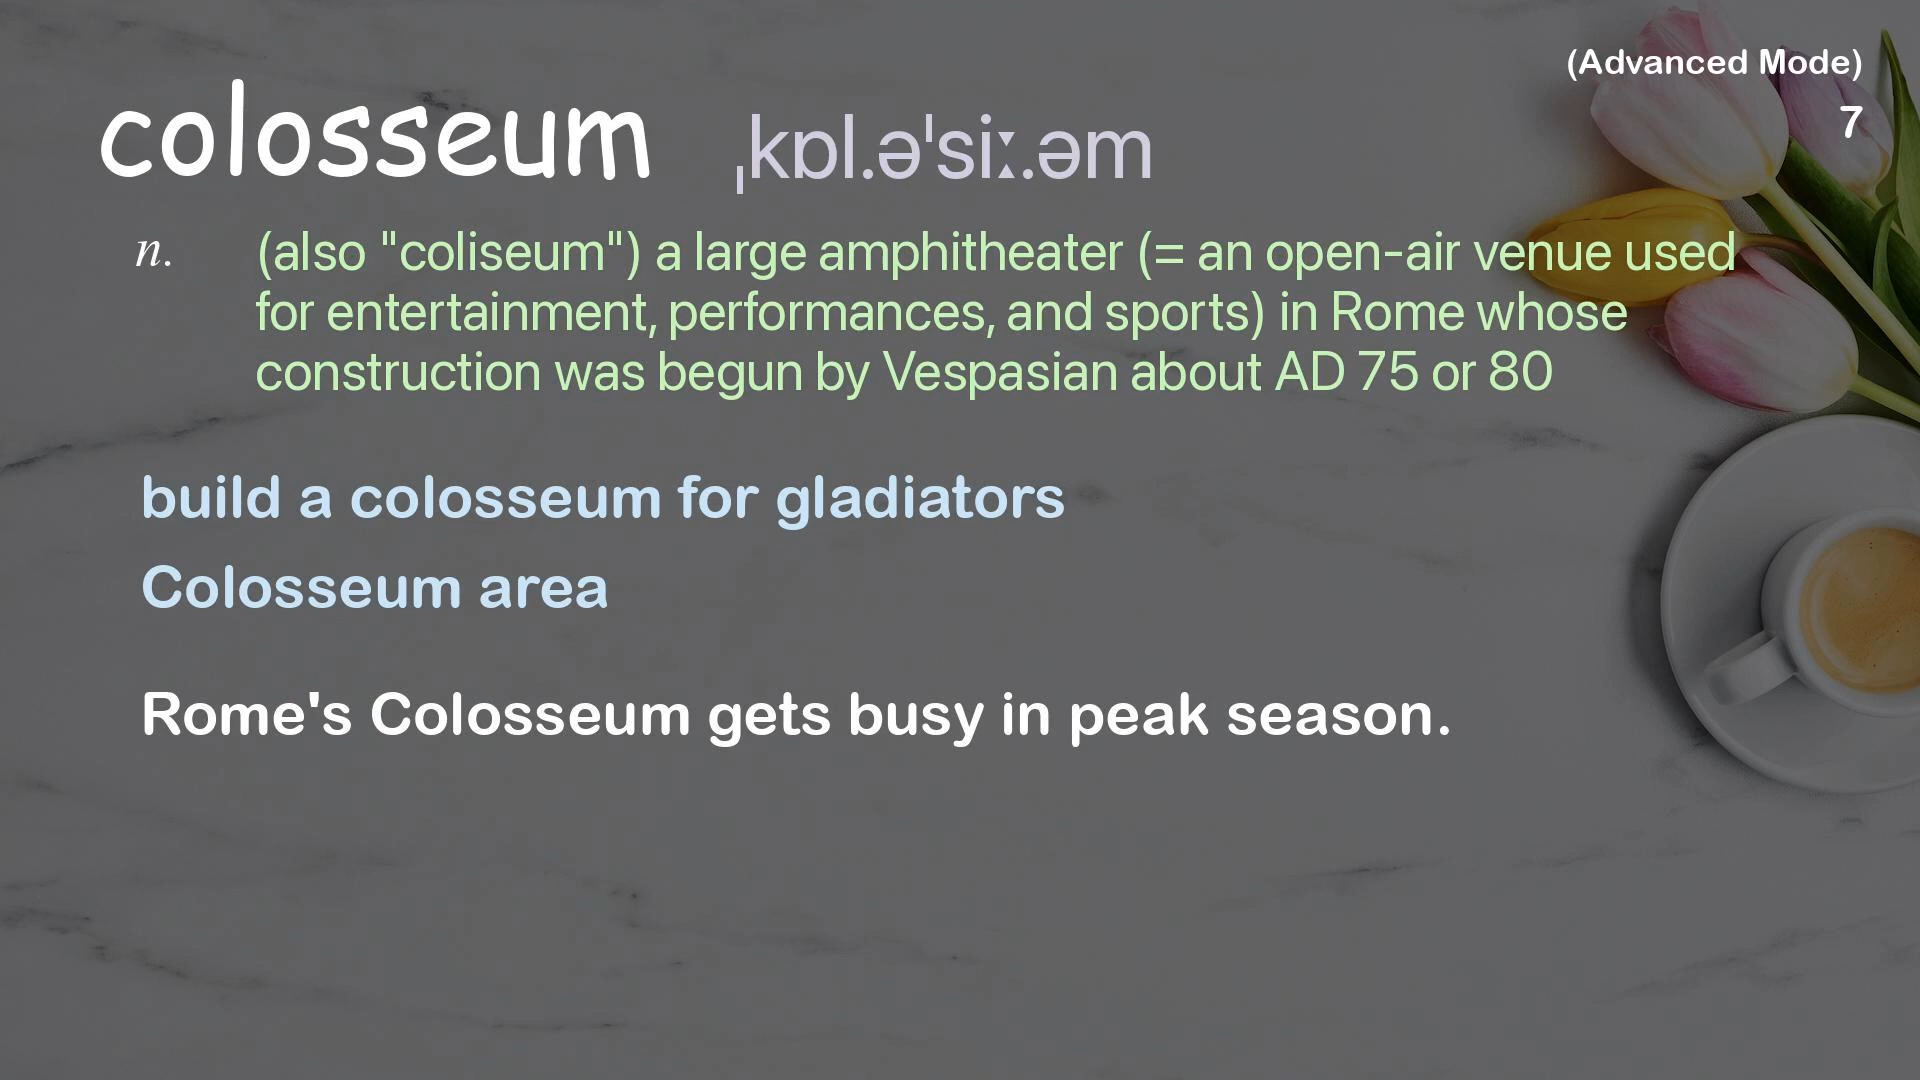 (Advanced Mode)
7
colosseum ˌkɒl.əˈsiː.əm
n. (also "coliseum") a large amphitheater (= an open-air venue used
for entertainment, performances, and sports) in Rome whose
construction was begun by Vespasian about AD 75 or 80
build a colosseum for gladiators
Colosseum area
Rome's Colosseum gets busy in peak season.